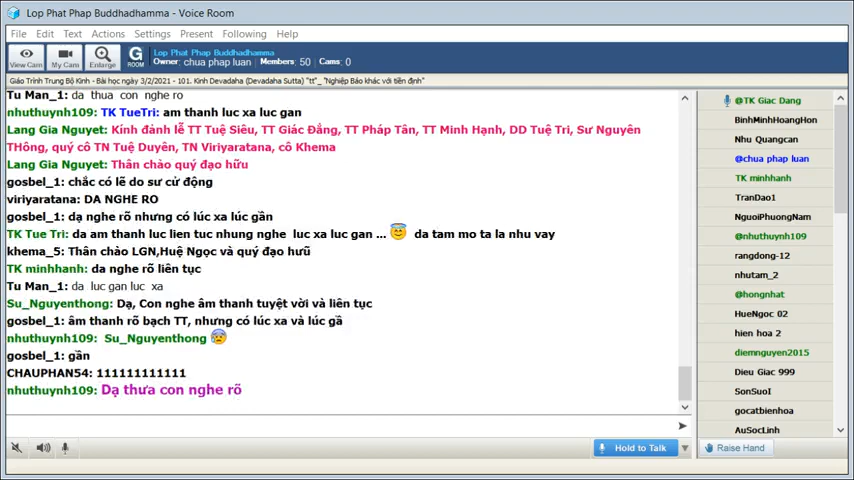 Lop Phat Phap Buddhadhamma - Voice Room
File Edit Text Actions Settings Present Following Help
View Cam My Cam Enlarge G ROOM
Lop Phat Phap Buddhadhamma
Owner: chua phap luan Members: 50 Cams: 0
Giáo Trình Trung Bộ Kinh - Bài học ngày 3/2/2021 - 101. Kinh Devadaha (Devadaha Sutta) "tt"_ "Nghiệp Báo khác với tiền định"
Tu Man_1: da thua con nghe ro
nhuthuynh109: TK TueTri: am thanh luc xa luc gan
Lang Gia Nguyet: Kính đảnh lễ TT Tuệ Siêu, TT Giác Đẳng, TT Pháp Tân, TT Minh Hạnh, DD Tuệ Tri, Sư Nguyên
THông, quý cô TN Tuệ Duyên, TN Viriyaratana, cô Khema
Lang Gia Nguyet: Thân chào quý đạo hữu
gosbel_1: chắc có lẽ do sư cử động
viriyaratana: DA NGHE RO
gosbel_1: dạ nghe rõ nhưng có lúc xa lúc gần
TK Tue Tri: da am thanh luc lien tuc nhung nghe luc xa luc gan ... da tam mo ta la nhu vay
khema_5: Thân chào LGN,Huệ Ngọc và quý đạo hưũ
TK minhhanh: da nghe rõ liên tục
Tu Man_1: da luc gan luc xa
Su_Nguyenthong: Dạ, Con nghe âm thanh tuyệt vời và liên tục
gosbel_1: âm thanh rõ bạch TT, nhưng có lúc xa và lúc gầ
nhuthuynh109: Su_Nguyenthong
gosbel_1: gần
CHAUPHAN54: 111111111111
nhuthuynh109: Dạ thưa con nghe rõ
Hold to Talk
@TK Giac Dang
BinhMinhHoangHon
Nhu Quangcan
@chua phap luan
TK minhhanh
TranDao1
NguoiPhuongNam
@nhuthuynh109
rangdong-12
nhutam_2
@hongnhat
HueNgoc 02
hien hoa 2
diemnguyen2015
Dieu Giac 999
SonSuoI
gocatbienhoa
AuSocLinh
Raise Hand